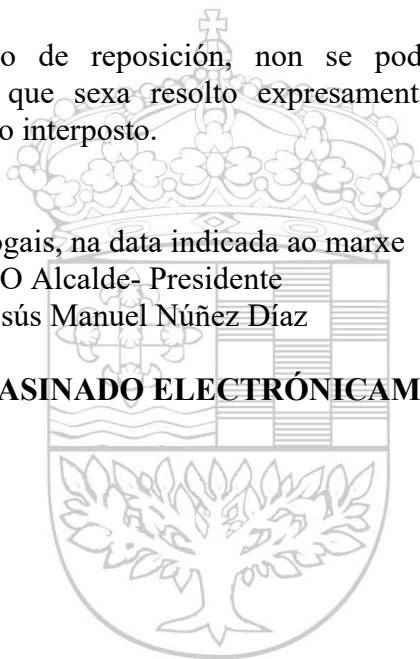 o de reposición, non se pod
que sexa resolto expresament
o interposto.
ogais, na data indicada ao marxe
O Alcalde- Presidente
sús Manuel Núñez Díaz
ASINADO ELECTRÓNICAM